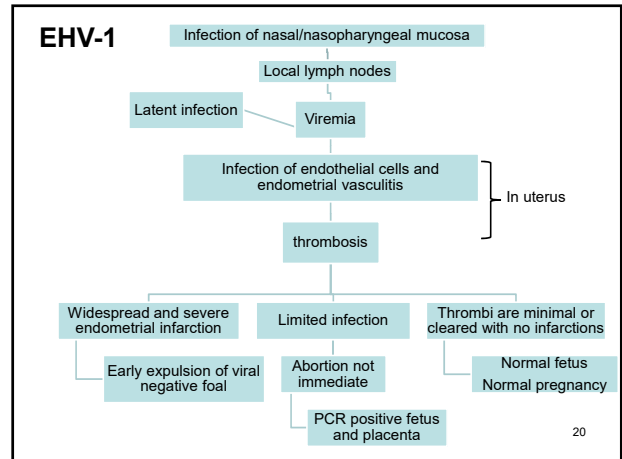 EHV-1
Infection of nasal/nasopharyngeal mucosa
Local lymph nodes
Latent infection
Viremia
Infection of endothelial cells and
endometrial vasculitis
In uterus
thrombosis
Widespread and severe
endometrial infarction
Limited infection
Thrombi are minimal or
cleared with no infarctions
Early expulsion of viral
negative foal
Abortion not
immediate
Normal fetus
Normal pregnancy
PCR positive fetus
and placenta
20